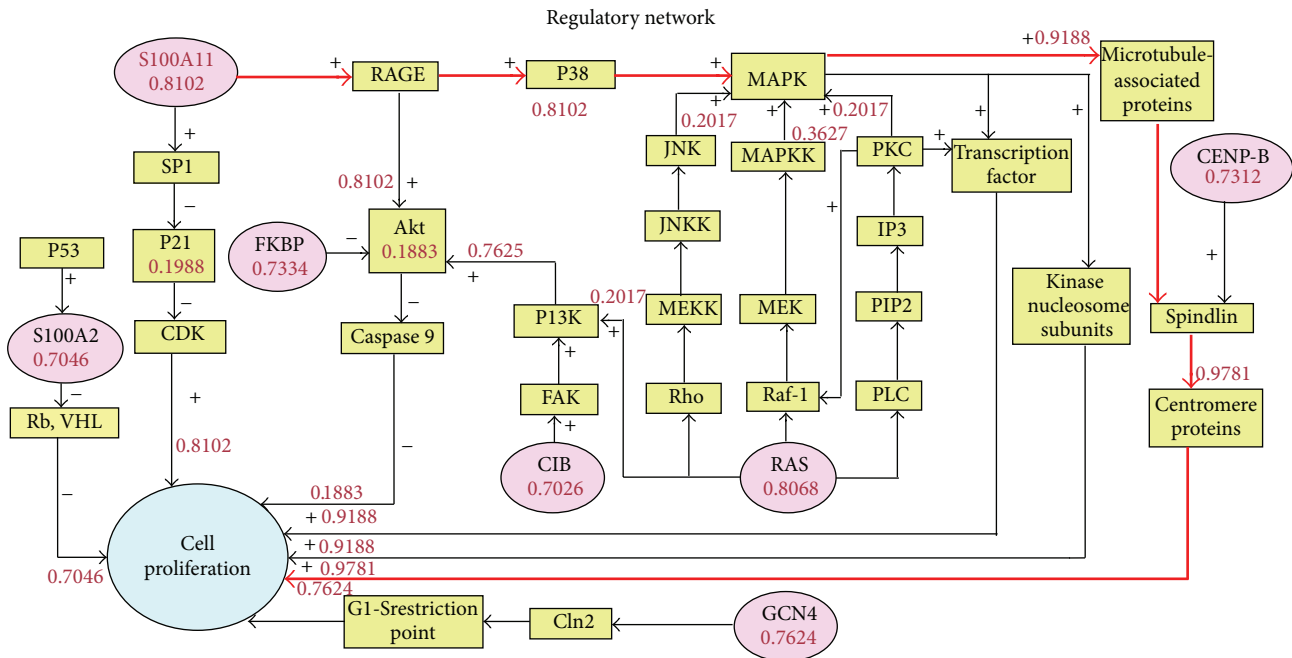 Regulatory network
S100A11
0.8102
+
RAGE
+
P38
0.8102
+
MAPK
+0.9188
Microtubule-
associated
proteins
+
SP1
−
P21
0.1988
−
CDK
+
0.8102
P53
+
S100A2
0.7046
−
Rb, VHL
−
0.7046
FKBP
0.7334
−
0.8102
+
Akt
0.1883
−
Caspase 9
−
0.1883
0.7625
+
P13K
0.2017
+
+
FAK
+
CIB
0.7026
+
0.2017
JNK
JNKK
MEKK
Rho
+
0.3627
MAPKK
MEK
Raf-1
RAS
0.8068
+
0.2017
PKC
+
+
IP3
PIP2
PLC
+
Transcription
factor
+
Kinase
nucleosome
subunits
CENP-B
0.7312
+
Spindlin
0.9781
Centromere
proteins
Cell
proliferation
+ 0.9188
+ 0.9188
+ 0.9781
0.7624
G1-Srestriction
point
Cln2
GCN4
0.7624